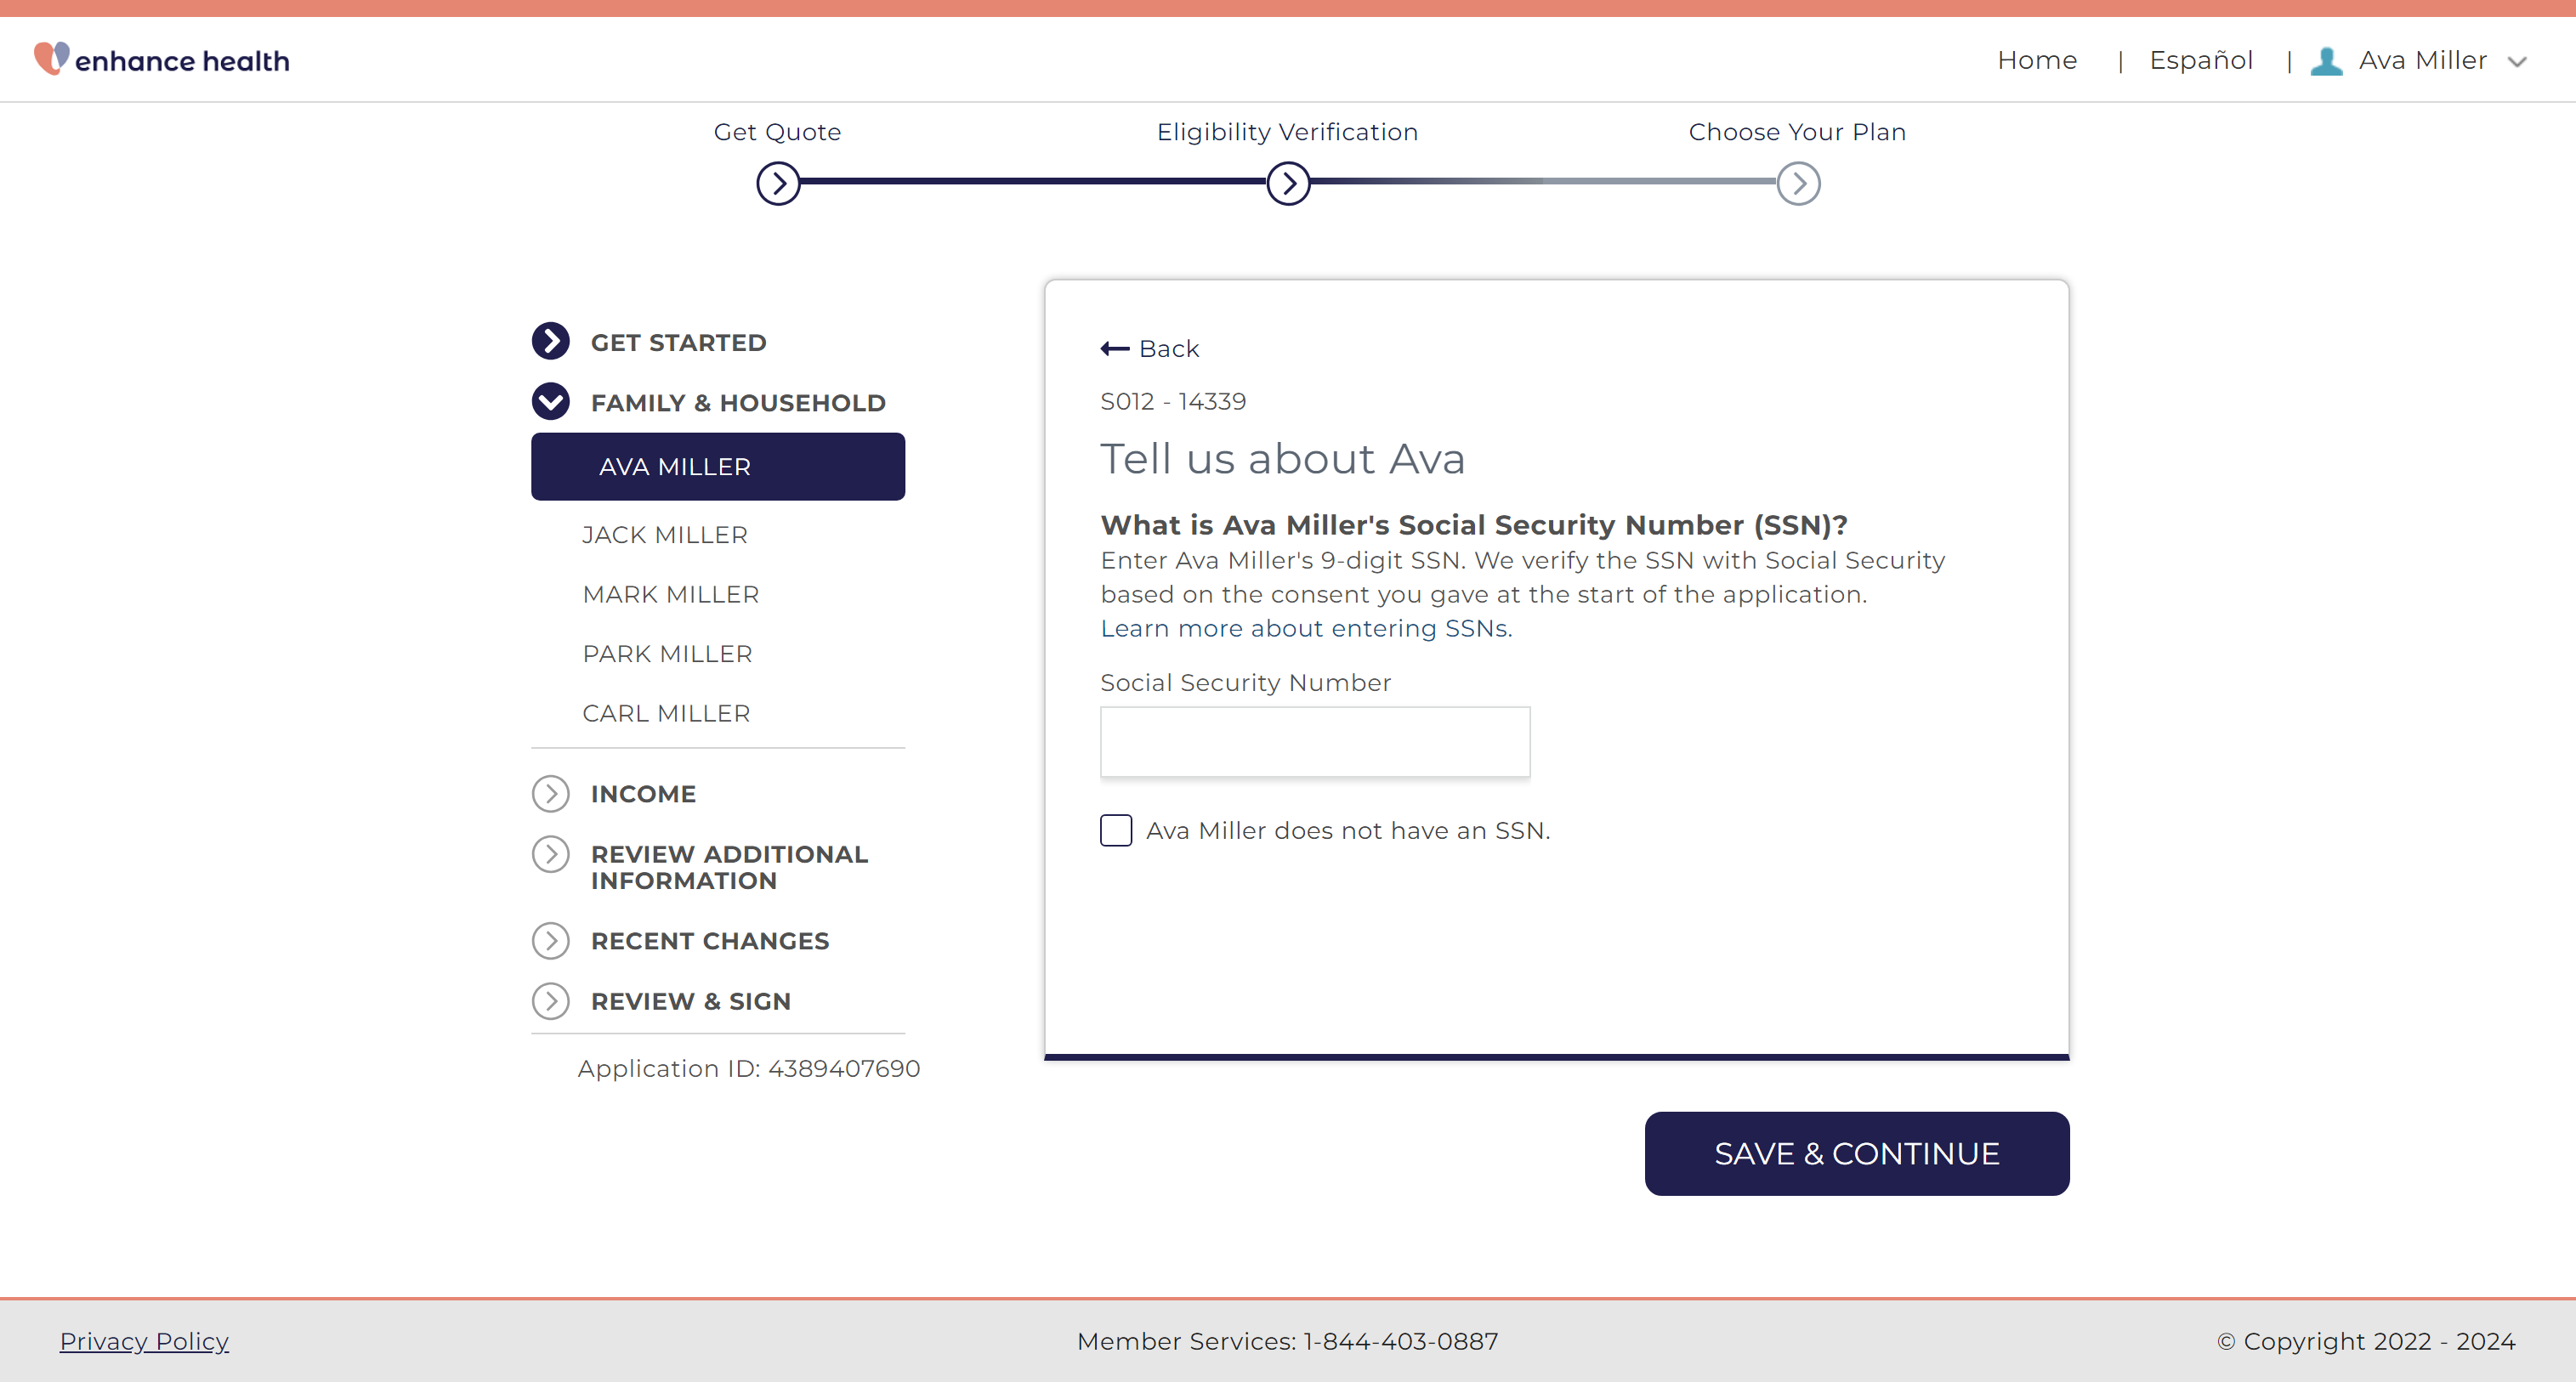 enhance health
Home | Español | Ava Miller
Get Quote
Eligibility Verification
Choose Your Plan
GET STARTED
FAMILY & HOUSEHOLD
AVA MILLER
JACK MILLER
MARK MILLER
PARK MILLER
CARL MILLER
INCOME
REVIEW ADDITIONAL
INFORMATION
RECENT CHANGES
REVIEW & SIGN
Application ID: 4389407690
Back
S012 - 14339
Tell us about Ava
What is Ava Miller's Social Security Number (SSN)?
Enter Ava Miller's 9-digit SSN. We verify the SSN with Social Security
based on the consent you gave at the start of the application.
Learn more about entering SSNs.
Social Security Number
Ava Miller does not have an SSN.
SAVE & CONTINUE
Privacy Policy
Member Services: 1-844-403-0887
© Copyright 2022 - 2024